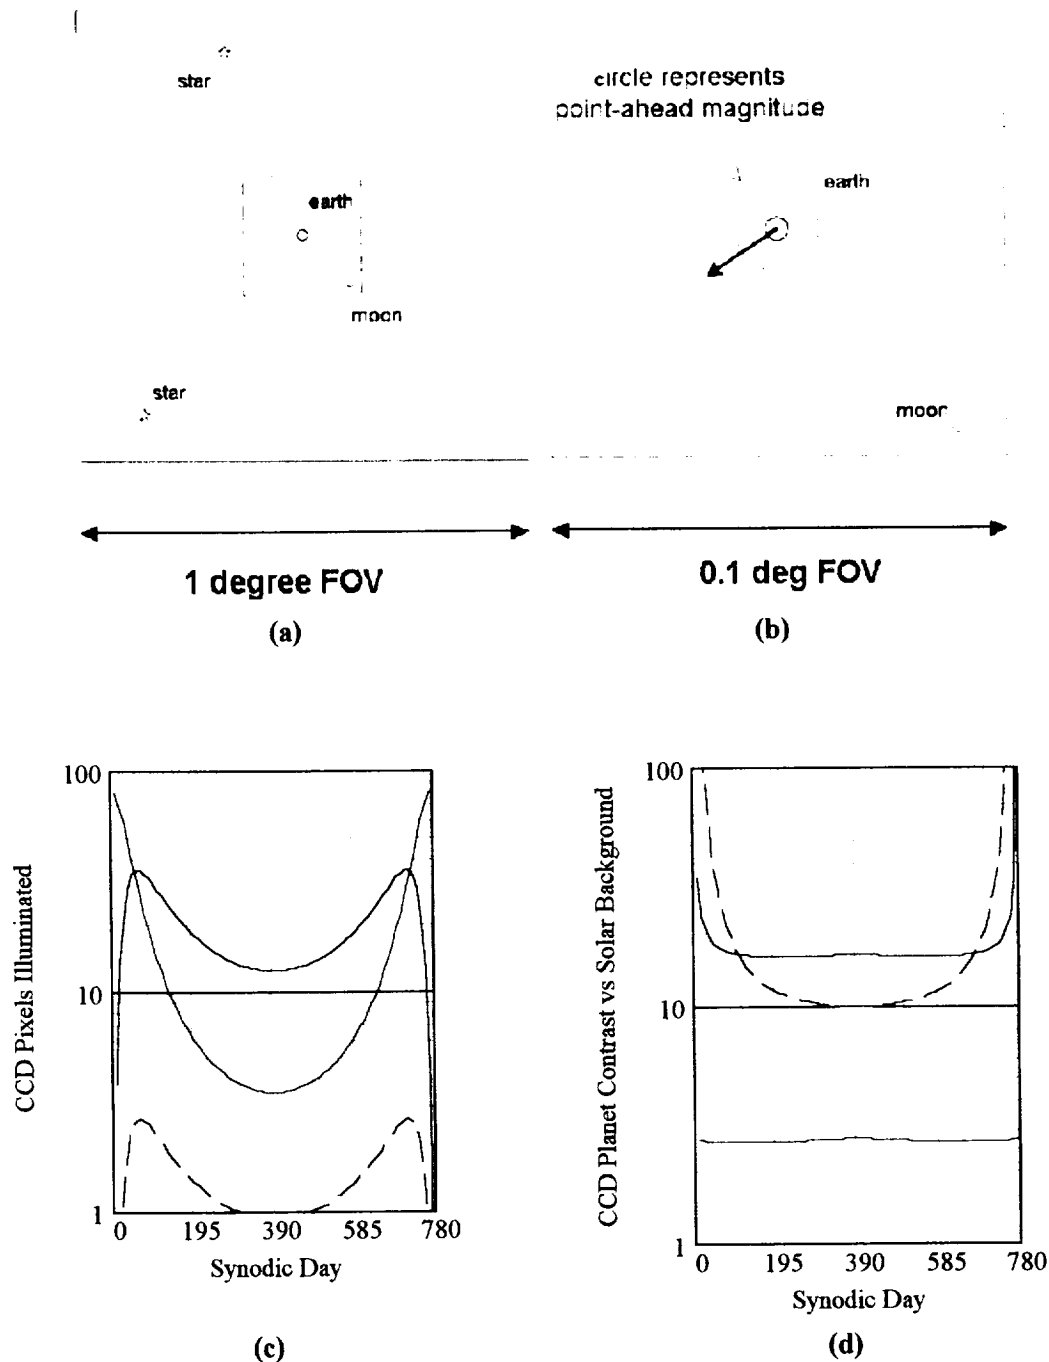 star
earth
moon
star
1 degree FOV
(a)
circle represents
point-ahead magnitude
earth
moon
0.1 deg FOV
(b)
CCD Pixels Illuminated
100
10
1
0 195 390 585 780
Synodic Day
(c)
CCD Planet Contrast vs Solar Background
100
10
1
0 195 390 585 780
Synodic Day
(d)